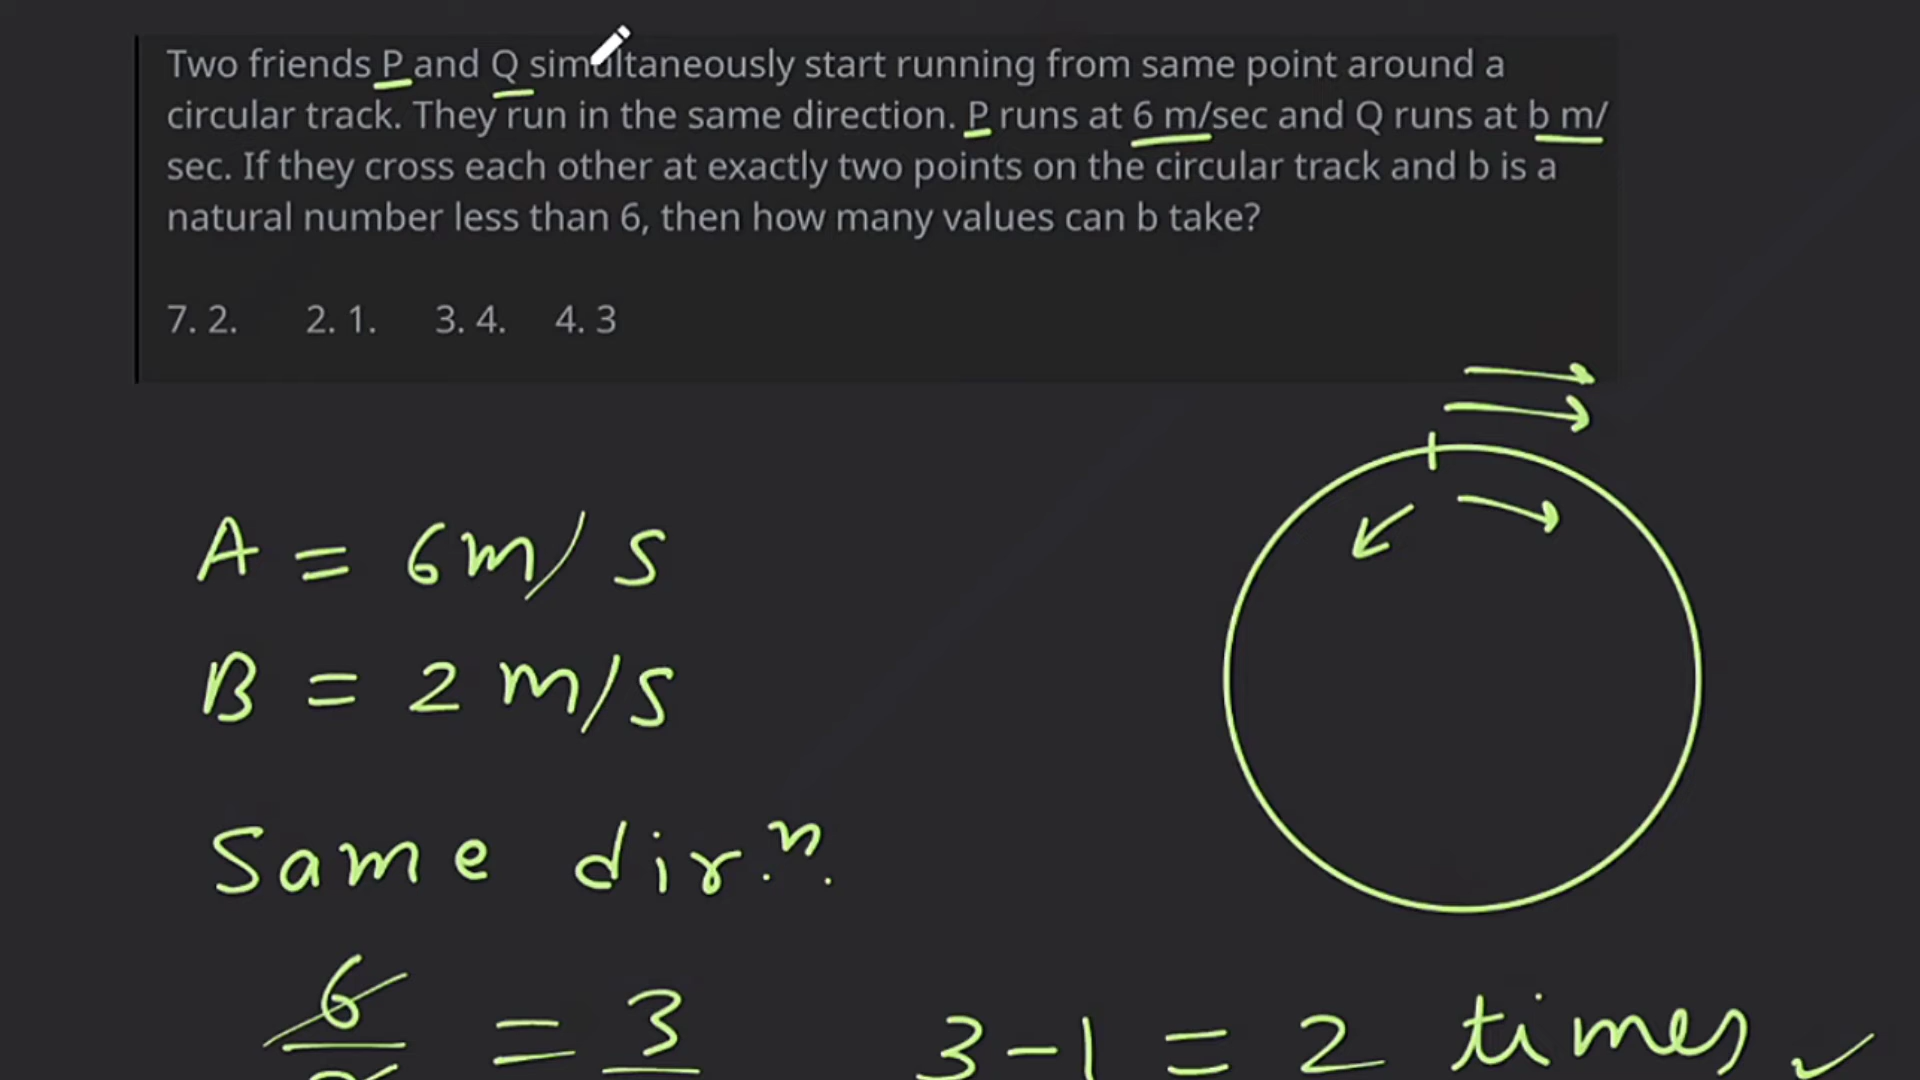 Two friends P and Q simultaneously start running from same point around a
circular track. They run in the same direction. P runs at 6 m/sec and Q runs at b m/
sec. If they cross each other at exactly two points on the circular track and b is a
natural number less than 6, then how many values can b take?
7. 2. 2. 1. 3. 4. 4. 3
A = 6m/s
B = 2 m/s
Same dir.n.
6 = 3 3-1 = 2 times